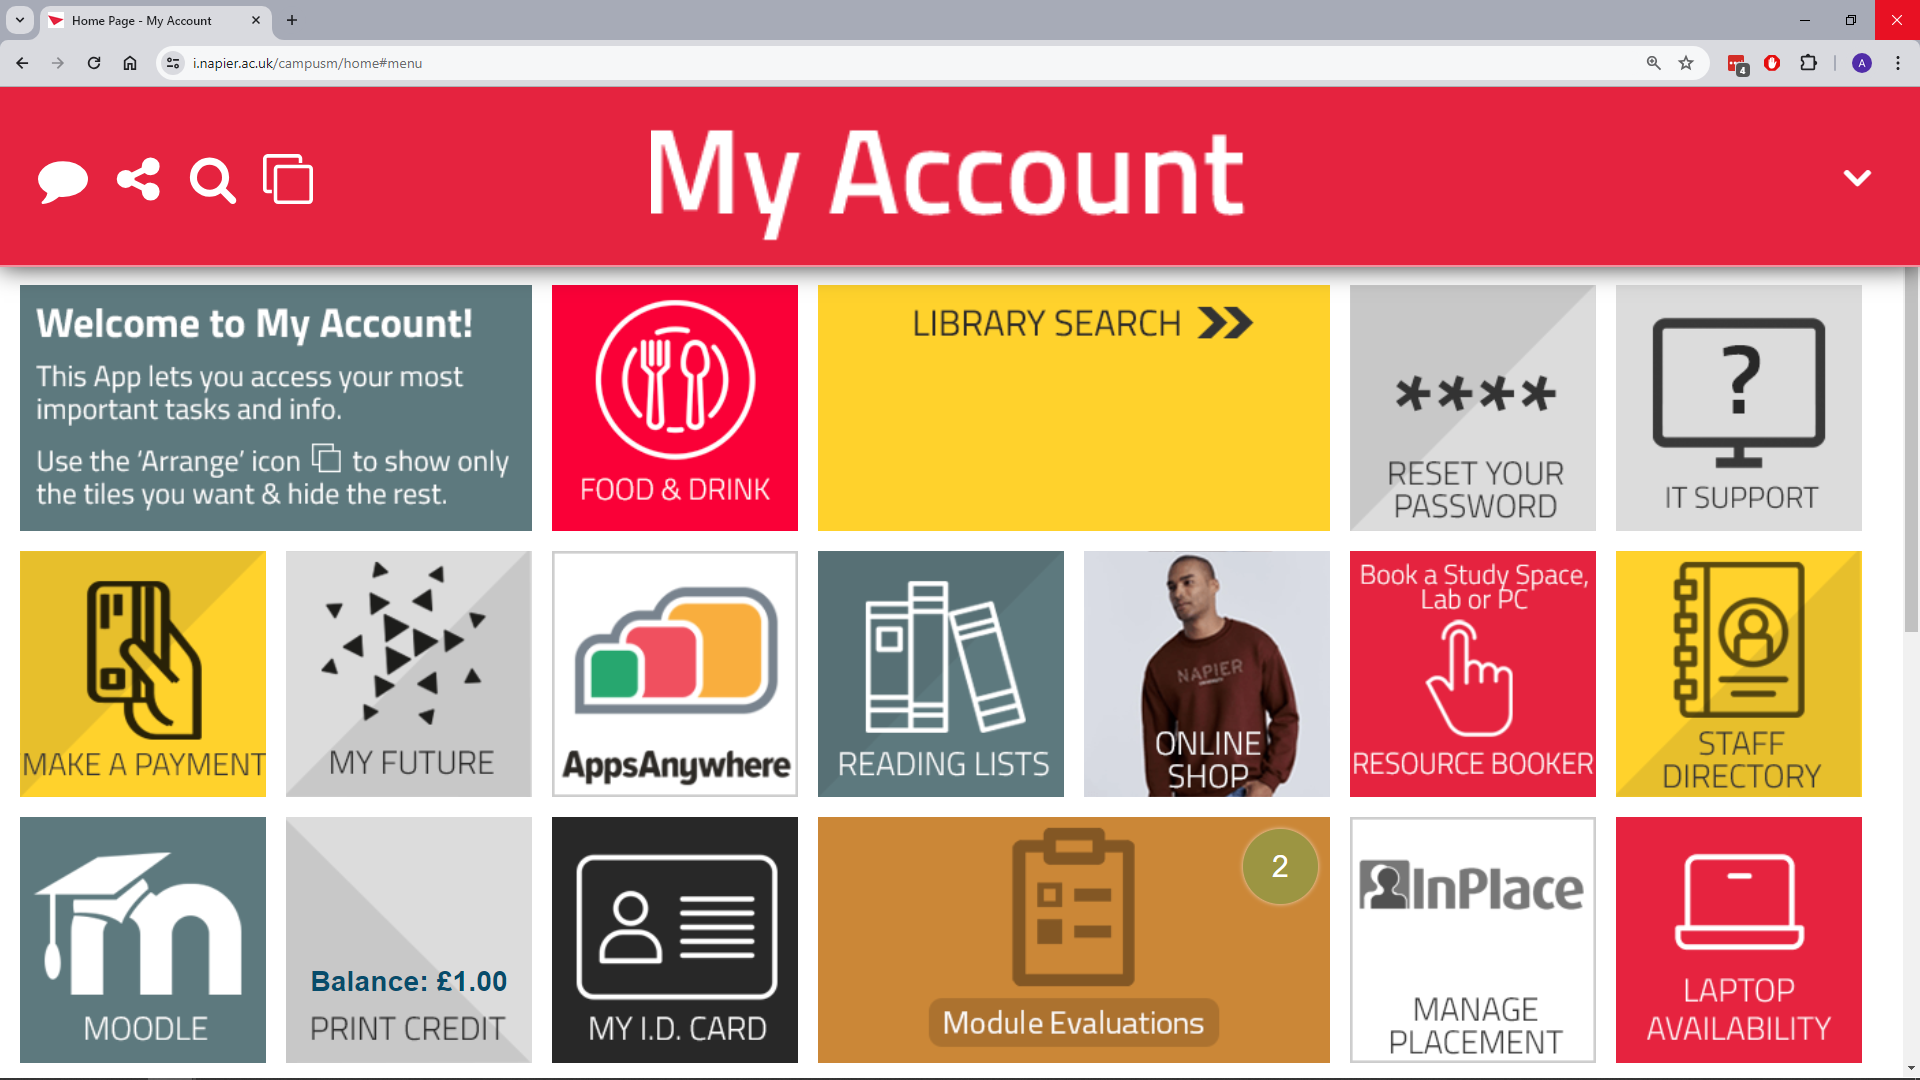 Home Page - My Account
i.napier.ac.uk/campusm/home#menu
4
A
My Account
Welcome to My Account!
This App lets you access your most
important tasks and info.
Use the ‘Arrange’ icon to show only
the tiles you want & hide the rest.
FOOD & DRINK
LIBRARY SEARCH
****
RESET YOUR
PASSWORD
?
IT SUPPORT
MAKE A PAYMENT
MY FUTURE
AppsAnywhere
READING LISTS
NAPIER
ONLINE
SHOP
Book a Study Space,
Lab or PC
RESOURCE BOOKER
STAFF
DIRECTORY
m
MOODLE
Balance: £1.00
PRINT CREDIT
MY I.D. CARD
2
Module Evaluations
InPlace
MANAGE
PLACEMENT
LAPTOP
AVAILABILITY